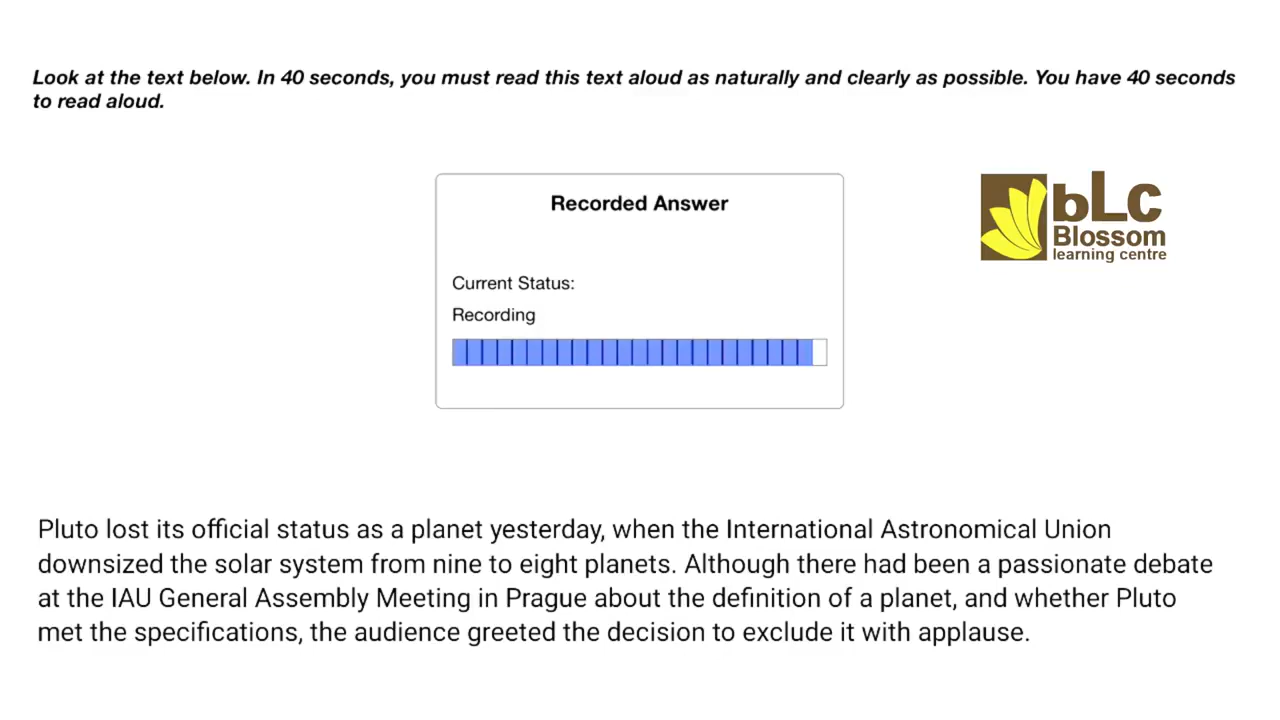 Look at the text below. In 40 seconds, you must read this text aloud as naturally and clearly as possible. You have 40 seconds
to read aloud.
Recorded Answer
bLc
Blossom
learning centre
Current Status:
Recording
Pluto lost its official status as a planet yesterday, when the International Astronomical Union
downsized the solar system from nine to eight planets. Although there had been a passionate debate
at the IAU General Assembly Meeting in Prague about the definition of a planet, and whether Pluto
met the specifications, the audience greeted the decision to exclude it with applause.